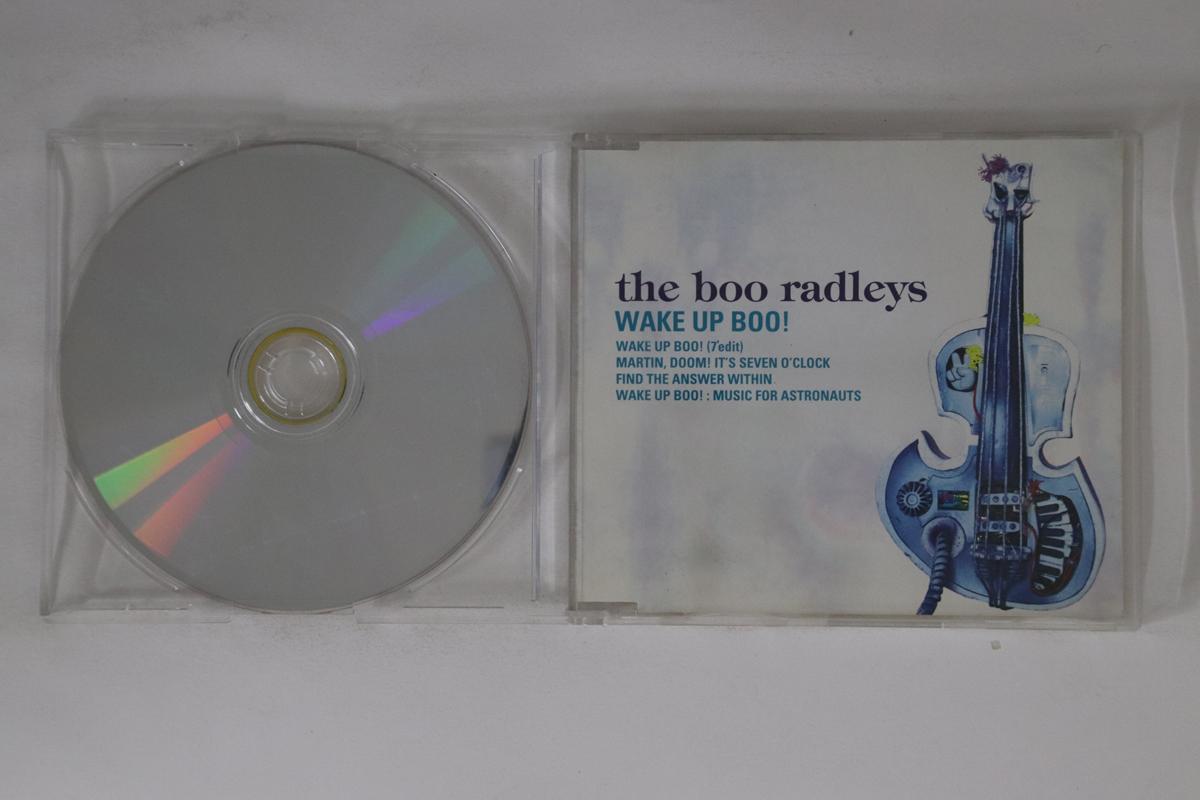 the boo radleys
WAKE UP BOO!
WAKE UP BOO! (7"edit)
MARTIN, DOOM! IT'S SEVEN O'CLOCK
FIND THE ANSWER WITHIN
WAKE UP BOO! : MUSIC FOR ASTRONAUTS